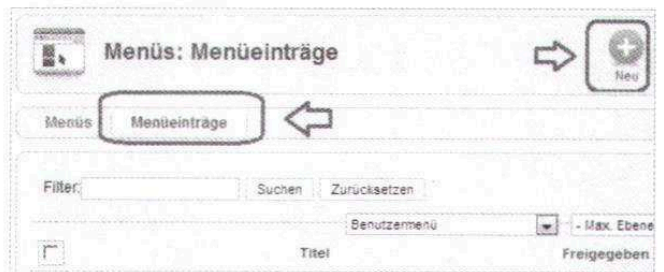 Menüs: Menüeinträge
Neu
Menüs Menüeinträge
Filter: Suchen Zurücksetzen
Benutzermenü - Max. Ebene
Titel Freigegeben